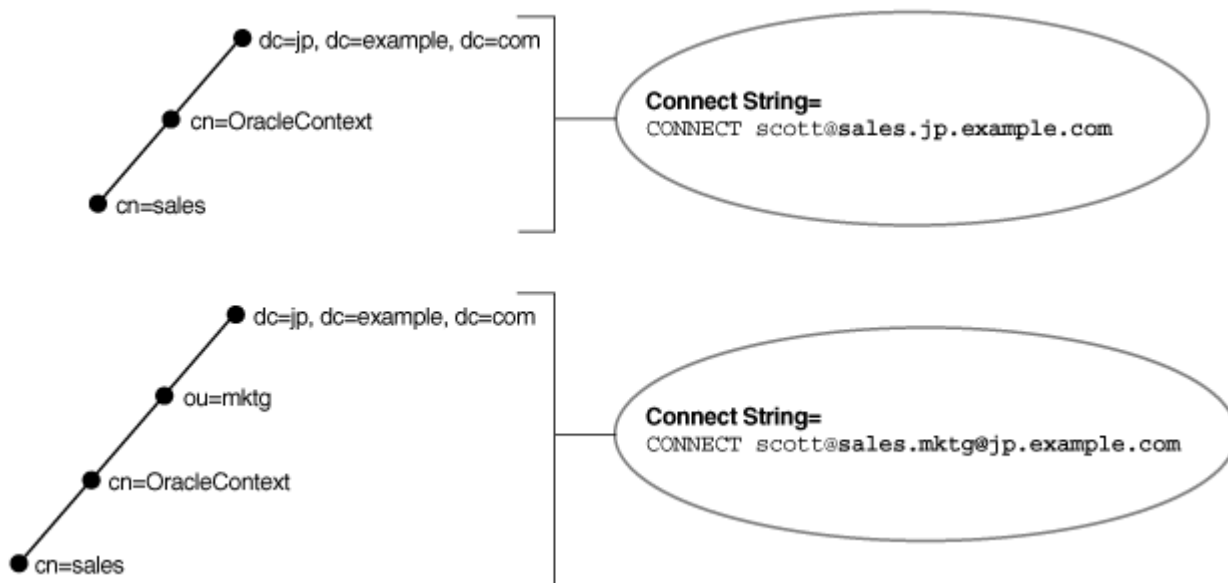 dc=jp, dc=example, dc=com
cn=OracleContext
cn=sales
Connect String=
CONNECT scott@sales.jp.example.com
dc=jp, dc=example, dc=com
ou=mktg
cn=OracleContext
cn=sales
Connect String=
CONNECT scott@sales.mktg@jp.example.com